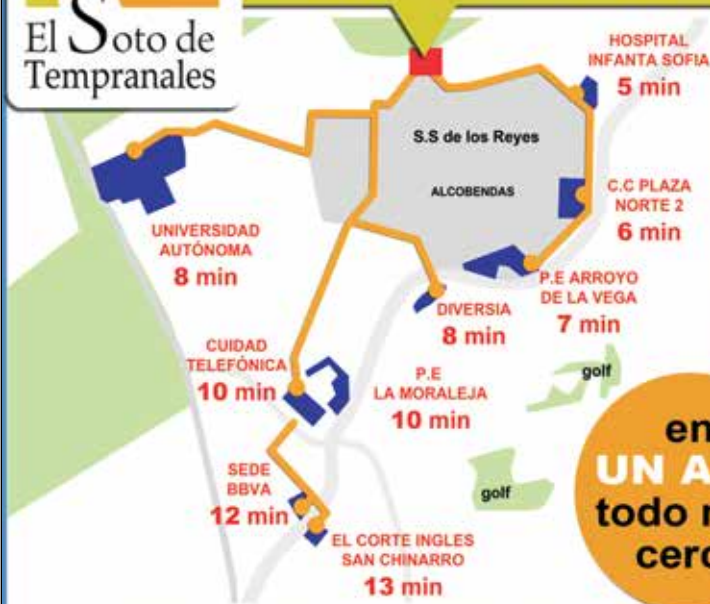 El Soto de
Tempranales
HOSPITAL
INFANTA SOFIA
5 min
S.S de los Reyes
ALCOBENDAS
C.C PLAZA
NORTE 2
6 min
UNIVERSIDAD
AUTÓNOMA
8 min
P.E ARROYO
DE LA VEGA
7 min
DIVERSIA
8 min
CUIDAD
TELEFÓNICA
10 min
P.E
LA MORALEJA
10 min
golf
golf
SEDE
BBVA
12 min
EL CORTE INGLES
SAN CHINARRO
13 min
en
UN A
todo
cerc